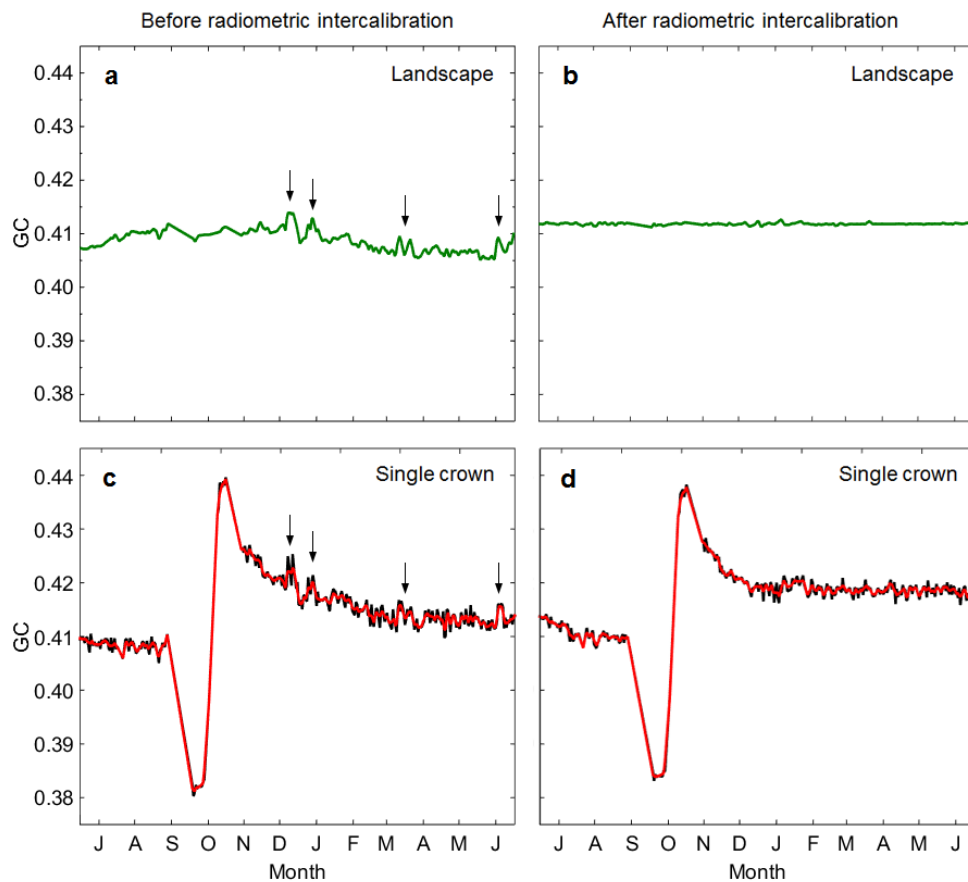 Before radiometric intercalibration
After radiometric intercalibration
a
Landscape
b
Landscape
0.44
0.43
0.42
0.41
0.40
0.39
0.38
GC
c
Single crown
d
Single crown
0.44
0.43
0.42
0.41
0.40
0.39
0.38
GC
J A S O N D J F M A M J
J A S O N D J F M A M J
Month
Month